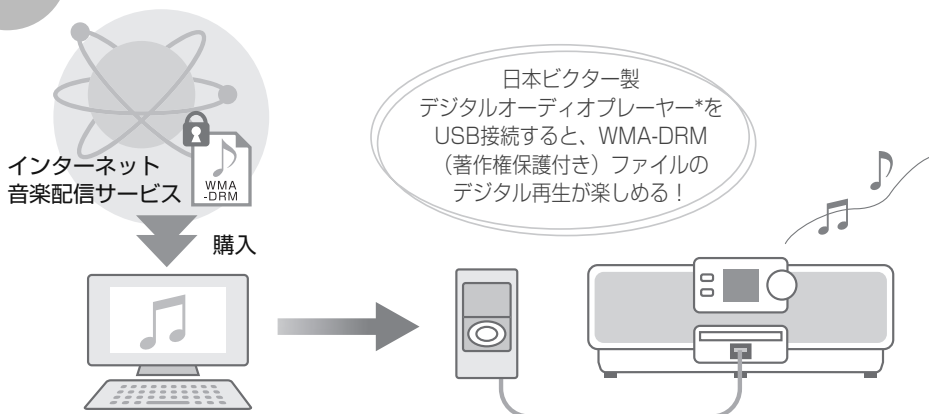 日本ビクター製
デジタルオーディオプレーヤー*を
USB接続すると、WMA-DRM
（著作権保護付き）ファイルの
デジタル再生が楽しめる！
インターネット
音楽配信サービス
WMA
-DRM
購入